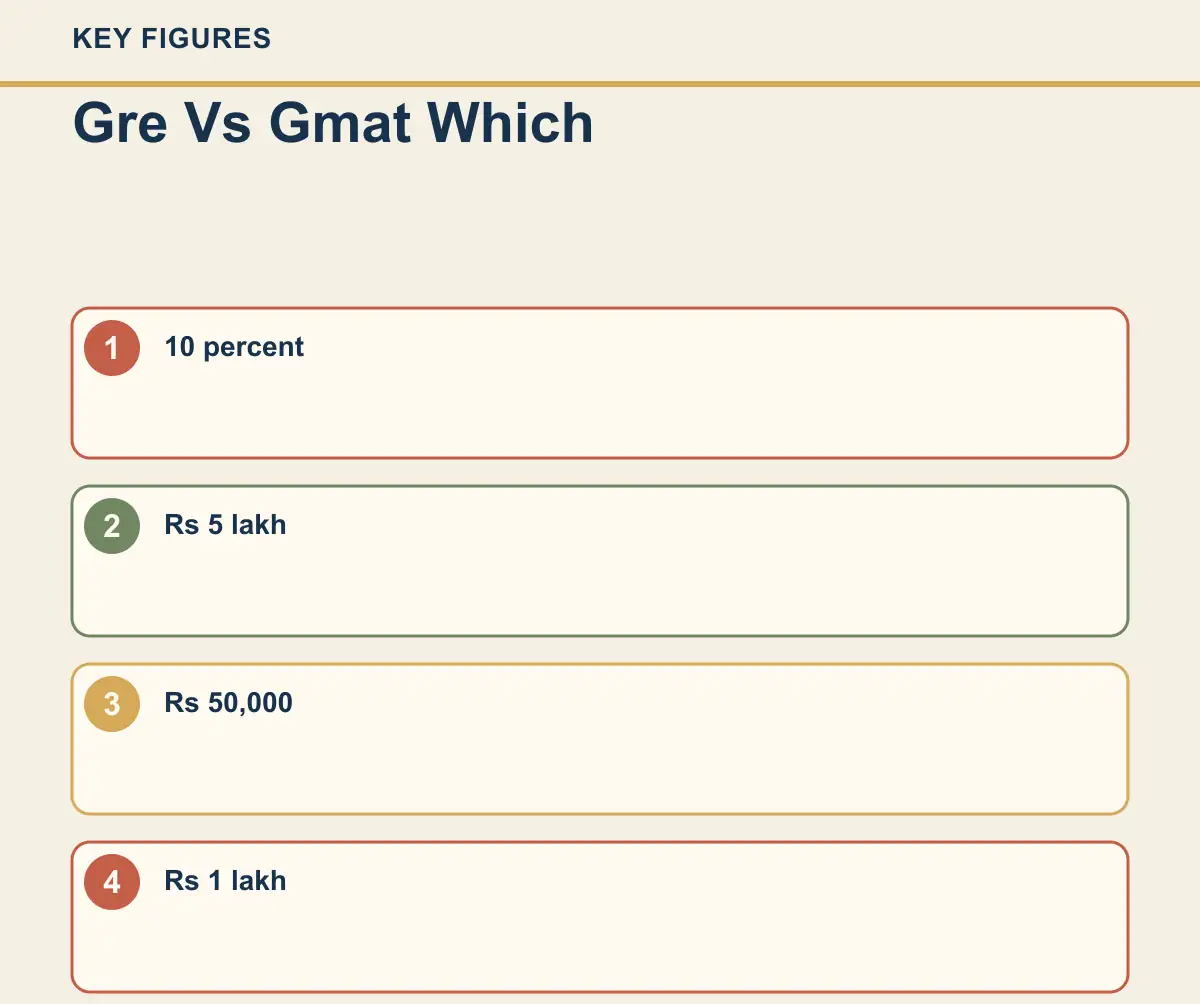 KEY FIGURES
Gre Vs Gmat Which
1 10 percent
2 Rs 5 lakh
3 Rs 50,000
4 Rs 1 lakh